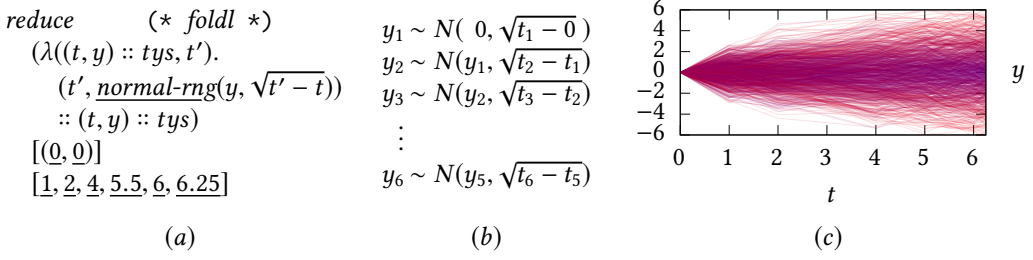 reduce (* foldl *)
(λ((t, y) :: tys, t′).
(t′, normal-rng(y, √t′ − t))
:: (t, y) :: tys)
[(0, 0)]
[1, 2, 4, 5.5, 6, 6.25]
(a)
y₁ ∼ N( 0, √t₁ − 0 )
y₂ ∼ N(y₁, √t₂ − t₁)
y₃ ∼ N(y₂, √t₃ − t₂)
⋮
y₆ ∼ N(y₅, √t₆ − t₅)
(b)
6
4
2
0
−2
−4
−6
y
0 1 2 3 4 5 6
t
(c)